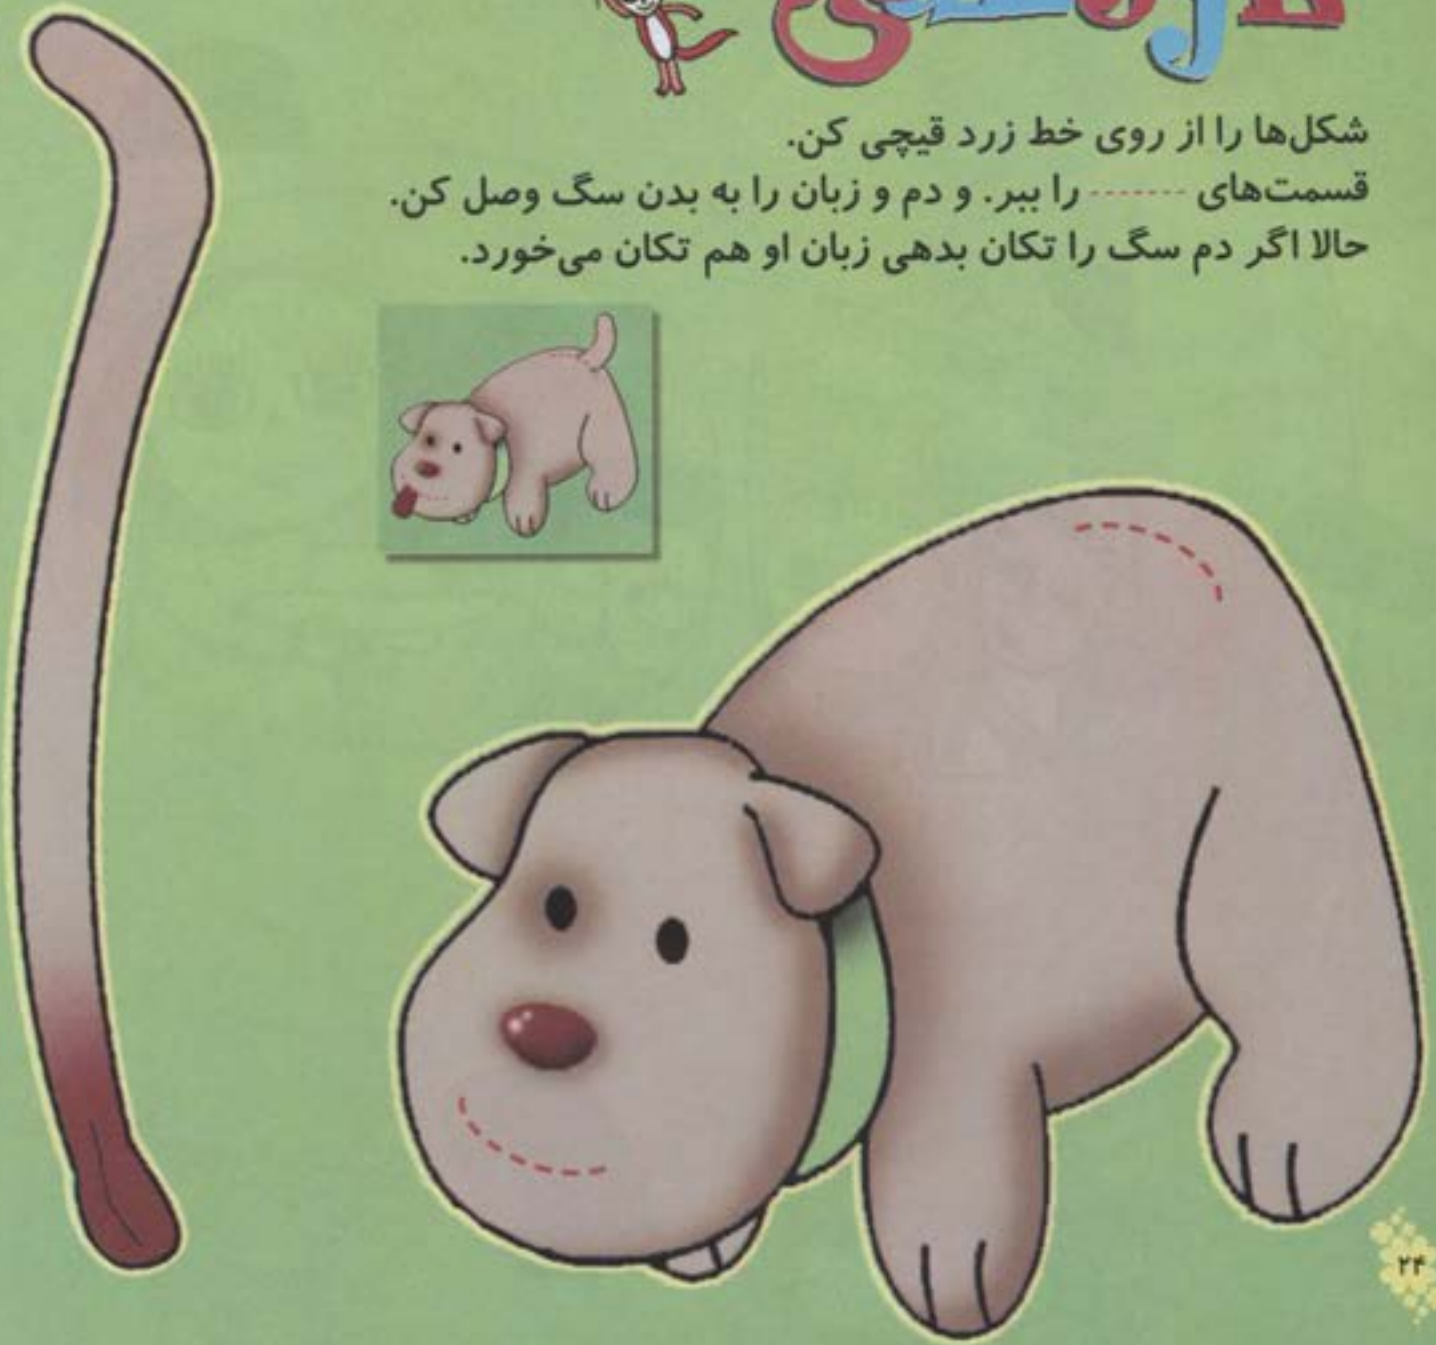 شکل‌ها را از روی خط زرد قیچی کن.
قسمت‌های ------- را ببر. و دم و زبان را به بدن سگ وصل کن.
حالا اگر دم سگ را تکان بدهی زبان او هم تکان می‌خورد.
۲۴